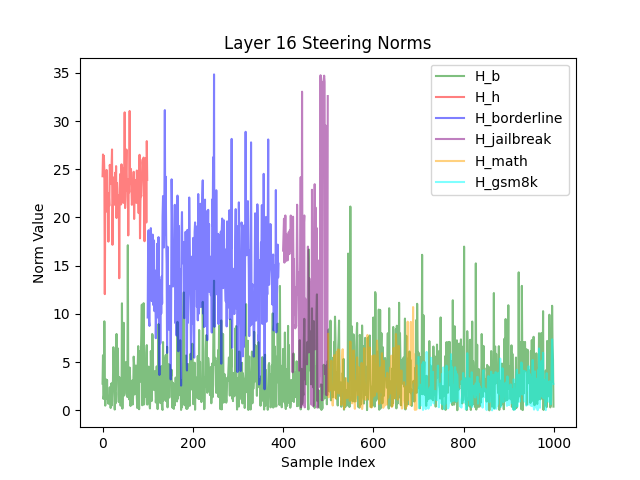 Layer 16 Steering Norms
Norm Value
35
30
25
20
15
10
5
0
H_b
H_h
H_borderline
H_jailbreak
H_math
H_gsm8k
0 200 400 600 800 1000
Sample Index